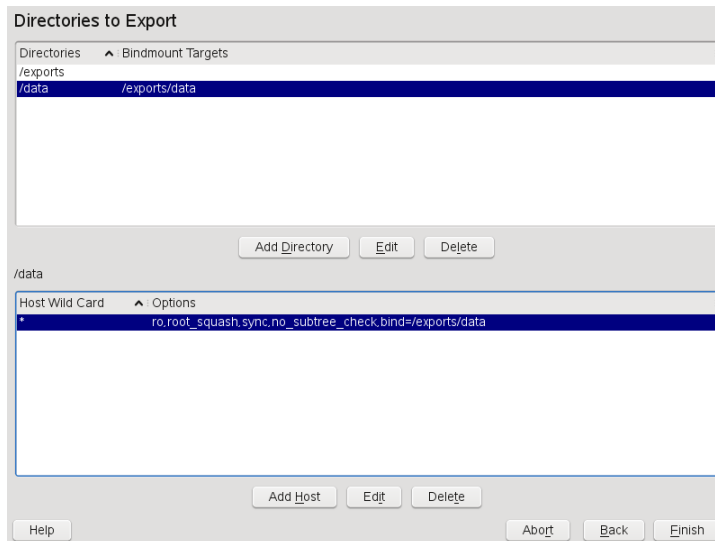 Directories to Export
Directories Bindmount Targets
/exports
/data /exports/data
Add Directory Edit Delete
/data
Host Wild Card Options
* ro,root_squash,sync,no_subtree_check,bind=/exports/data
Add Host Edit Delete
Help Abort Back Finish